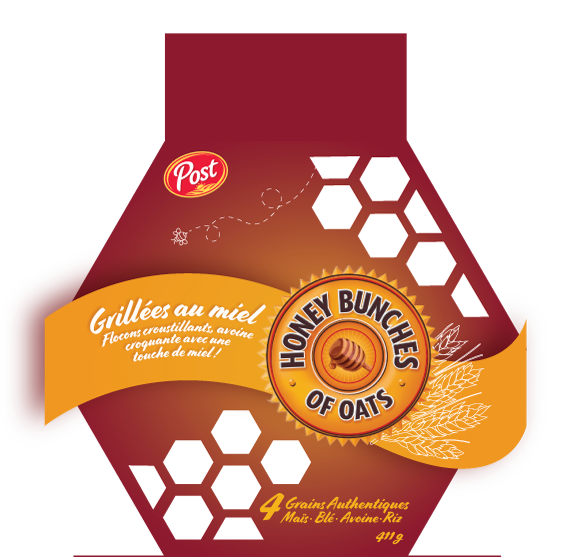 Post
Grillées au miel
Flocons croustillants, avoine
croquante avec une
touche de miel!
HONEY BUNCHES
OF OATS
4 Grains Authentiques
Maïs · Blé · Avoine · Riz
411 g